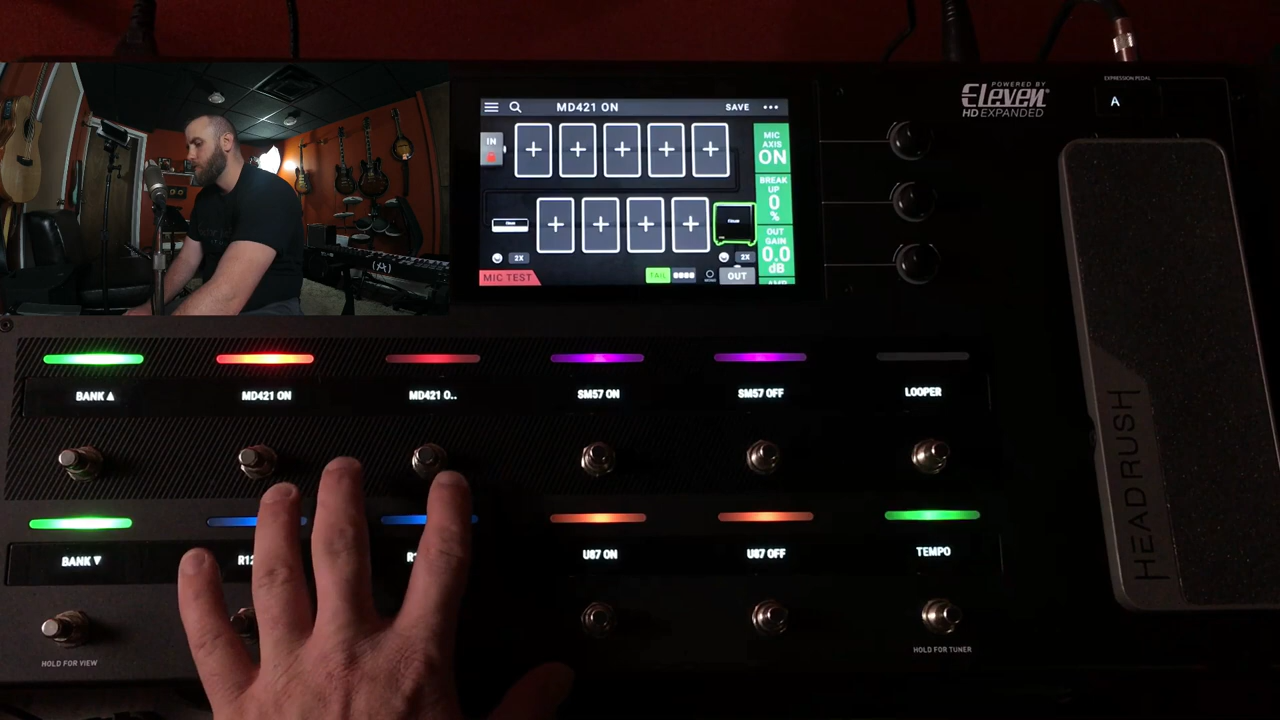 POWERED BY
ELEVEN
HD EXPANDED
EXPRESSION PEDAL
A
MD421 ON
SAVE
IN
MIC AXIS
ON
BREAK UP
0
%
OUT GAIN
0.0
dB
2X
2X
MIC TEST
TAIL
OUT
BANK ▲
MD421 ON
MD421 O..
SM57 ON
SM57 OFF
LOOPER
BANK ▼
U87 ON
U87 OFF
TEMPO
HOLD FOR VIEW
HOLD FOR TUNER
HEADRUSH